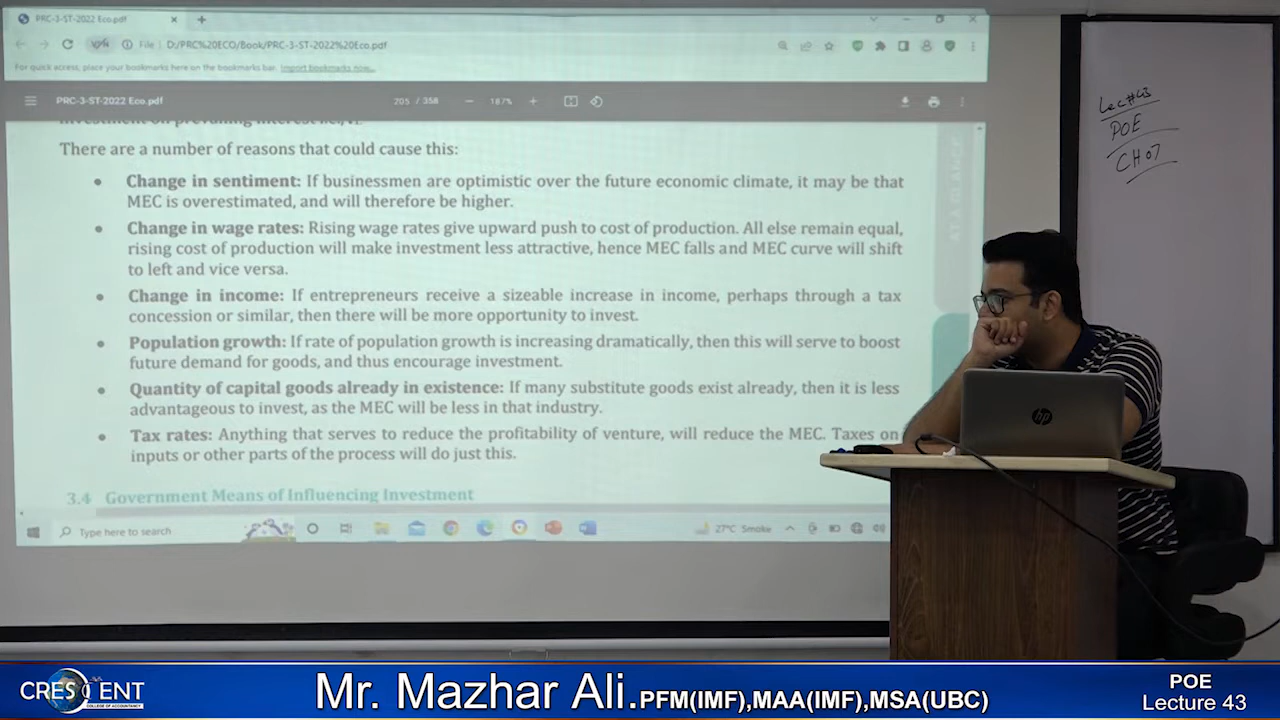 PRC-3-ST-2022 Eco.pdf
File
D:/PRC%20ECO/Book/PRC-3-ST-2022%20Eco.pdf
For quick access, place your bookmarks here on the bookmarks bar. Import bookmarks now...
PRC-3-ST-2022 Eco.pdf
205 / 358
187%
There are a number of reasons that could cause this:
• Change in sentiment: If businessmen are optimistic over the future economic climate, it may be that
MEC is overestimated, and will therefore be higher.
• Change in wage rates: Rising wage rates give upward push to cost of production. All else remain equal,
rising cost of production will make investment less attractive, hence MEC falls and MEC curve will shift
to left and vice versa.
• Change in income: If entrepreneurs receive a sizeable increase in income, perhaps through a tax
concession or similar, then there will be more opportunity to invest.
• Population growth: If rate of population growth is increasing dramatically, then this will serve to boost
future demand for goods, and thus encourage investment.
• Quantity of capital goods already in existence: If many substitute goods exist already, then it is less
advantageous to invest, as the MEC will be less in that industry.
• Tax rates: Anything that serves to reduce the profitability of venture, will reduce the MEC. Taxes on
inputs or other parts of the process will do just this.
3.4 Government Means of Influencing Investment
AT A GLANCE
Type here to search
27°C Smoke
Lec#43
POE
CH 07
hp
CRESCENT
COLLEGE OF ACCOUNTANCY
Mr. Mazhar Ali.PFM(IMF),MAA(IMF),MSA(UBC)
POE
Lecture 43